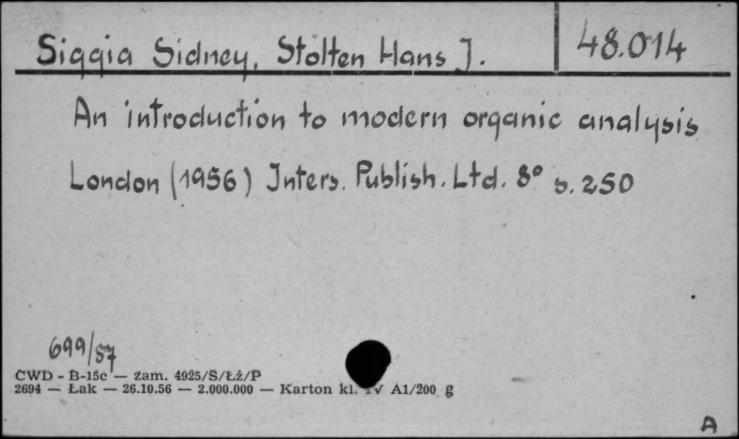 Siggia Sidney, Stolten Hans J. 48.014
An introduction to modern organic analysis
London (1956) Inters. Publish. Ltd. 8° s. 250
699/57
CWD - B-15c — zam. 4925/S/Łż/P
2694 — Łak — 26.10.56 — 2.000.000 — Karton kl. IV A1/200 g
A